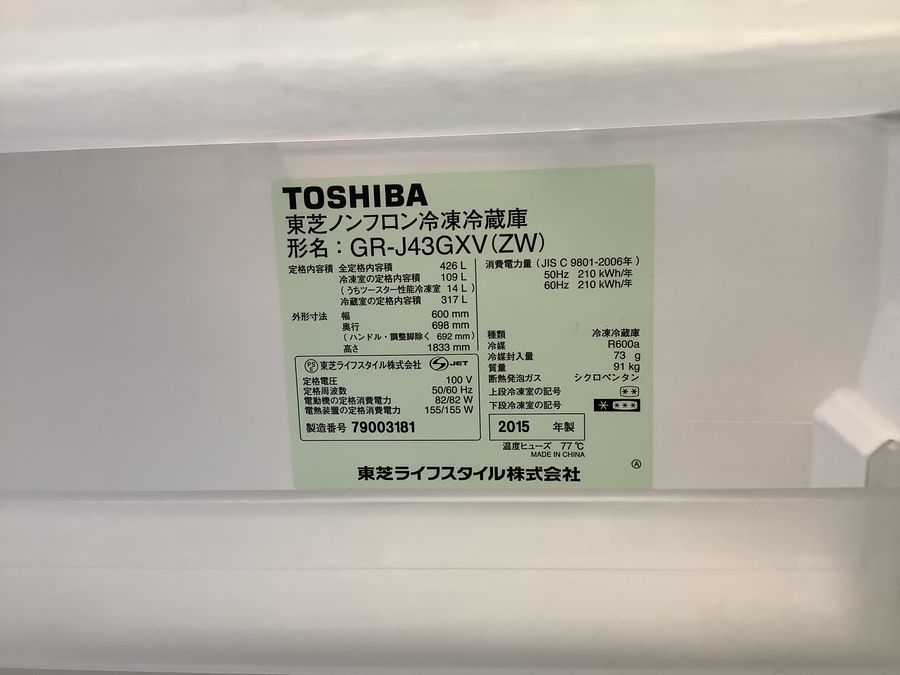 TOSHIBA
東芝ノンフロン冷凍冷蔵庫
形名：GR-J43GXV(ZW)
定格内容積 全定格内容積 426 L
冷凍室の定格内容積 109 L
(うちツースター性能冷凍室 14 L)
冷蔵室の定格内容積 317 L
外形寸法 幅 600 mm
奥行 698 mm
(ハンドル・調整脚除く 692 mm)
高さ 1833 mm
PSE 東芝ライフスタイル株式会社 S JET
定格電圧 100 V
定格周波数 50/60 Hz
電動機の定格消費電力 82/82 W
電熱装置の定格消費電力 155/155 W
製造番号 79003181
消費電力量 (JIS C 9801-2006年)
50Hz 210 kWh/年
60Hz 210 kWh/年
種類 冷凍冷蔵庫
冷媒 R600a
冷媒封入量 73 g
質量 91 kg
断熱発泡ガス シクロペンタン
上段冷凍室の記号 **
下段冷凍室の記号 * ***
2015 年製
温度ヒューズ 77℃
MADE IN CHINA
Ⓐ
東芝ライフスタイル株式会社